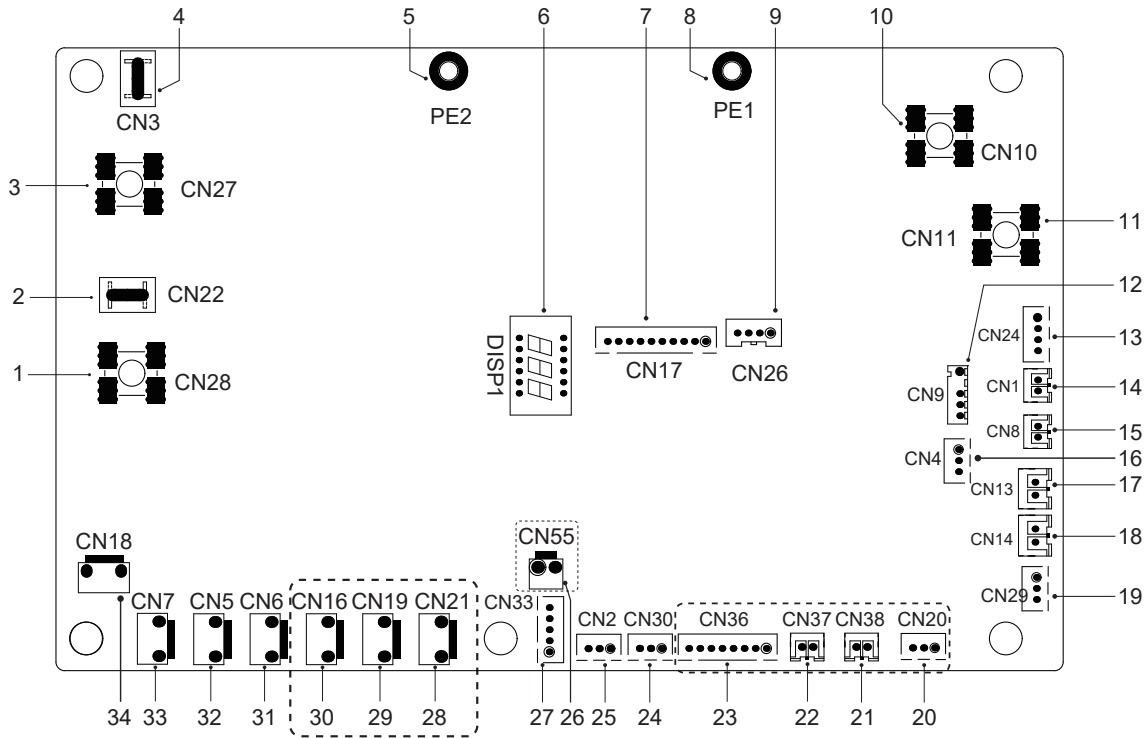 4 5 6 7 8 9 10
CN3
PE2
PE1
CN10
3
CN27
CN11
11
2
CN22
12
DISP1
CN17
CN26
CN24
13
1
CN28
CN9
CN1
14
CN8
15
CN4
16
CN13
17
CN18
CN55
CN14
18
CN7 CN5 CN6 CN16 CN19 CN21
CN33
CN2 CN30 CN36 CN37 CN38 CN20
CN29
19
34 33 32 31 30 29 28 27 26 25 24 23 22 21 20